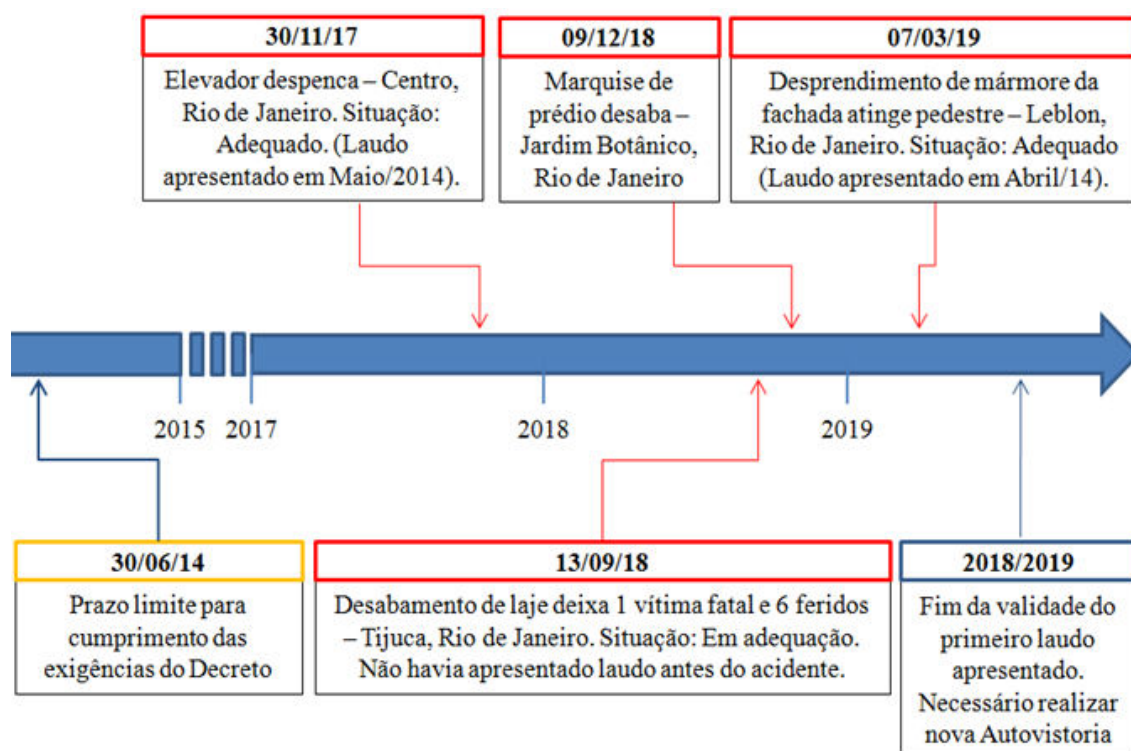 30/11/17
Elevador despenca – Centro,
Rio de Janeiro. Situação:
Adequado. (Laudo
apresentado em Maio/2014).
09/12/18
Marquise de
prédio desaba –
Jardim Botânico,
Rio de Janeiro
07/03/19
Desprendimento de mármore da
fachada atinge pedestre – Leblon,
Rio de Janeiro. Situação: Adequado
(Laudo apresentado em Abril/14).
2015
2017
2018
2019
30/06/14
Prazo limite para
cumprimento das
exigências do Decreto
13/09/18
Desabamento de laje deixa 1 vítima fatal e 6 feridos
– Tijuca, Rio de Janeiro. Situação: Em adequação.
Não havia apresentado laudo antes do acidente.
2018/2019
Fim da validade do
primeiro laudo
apresentado.
Necessário realizar
nova Autovistoria